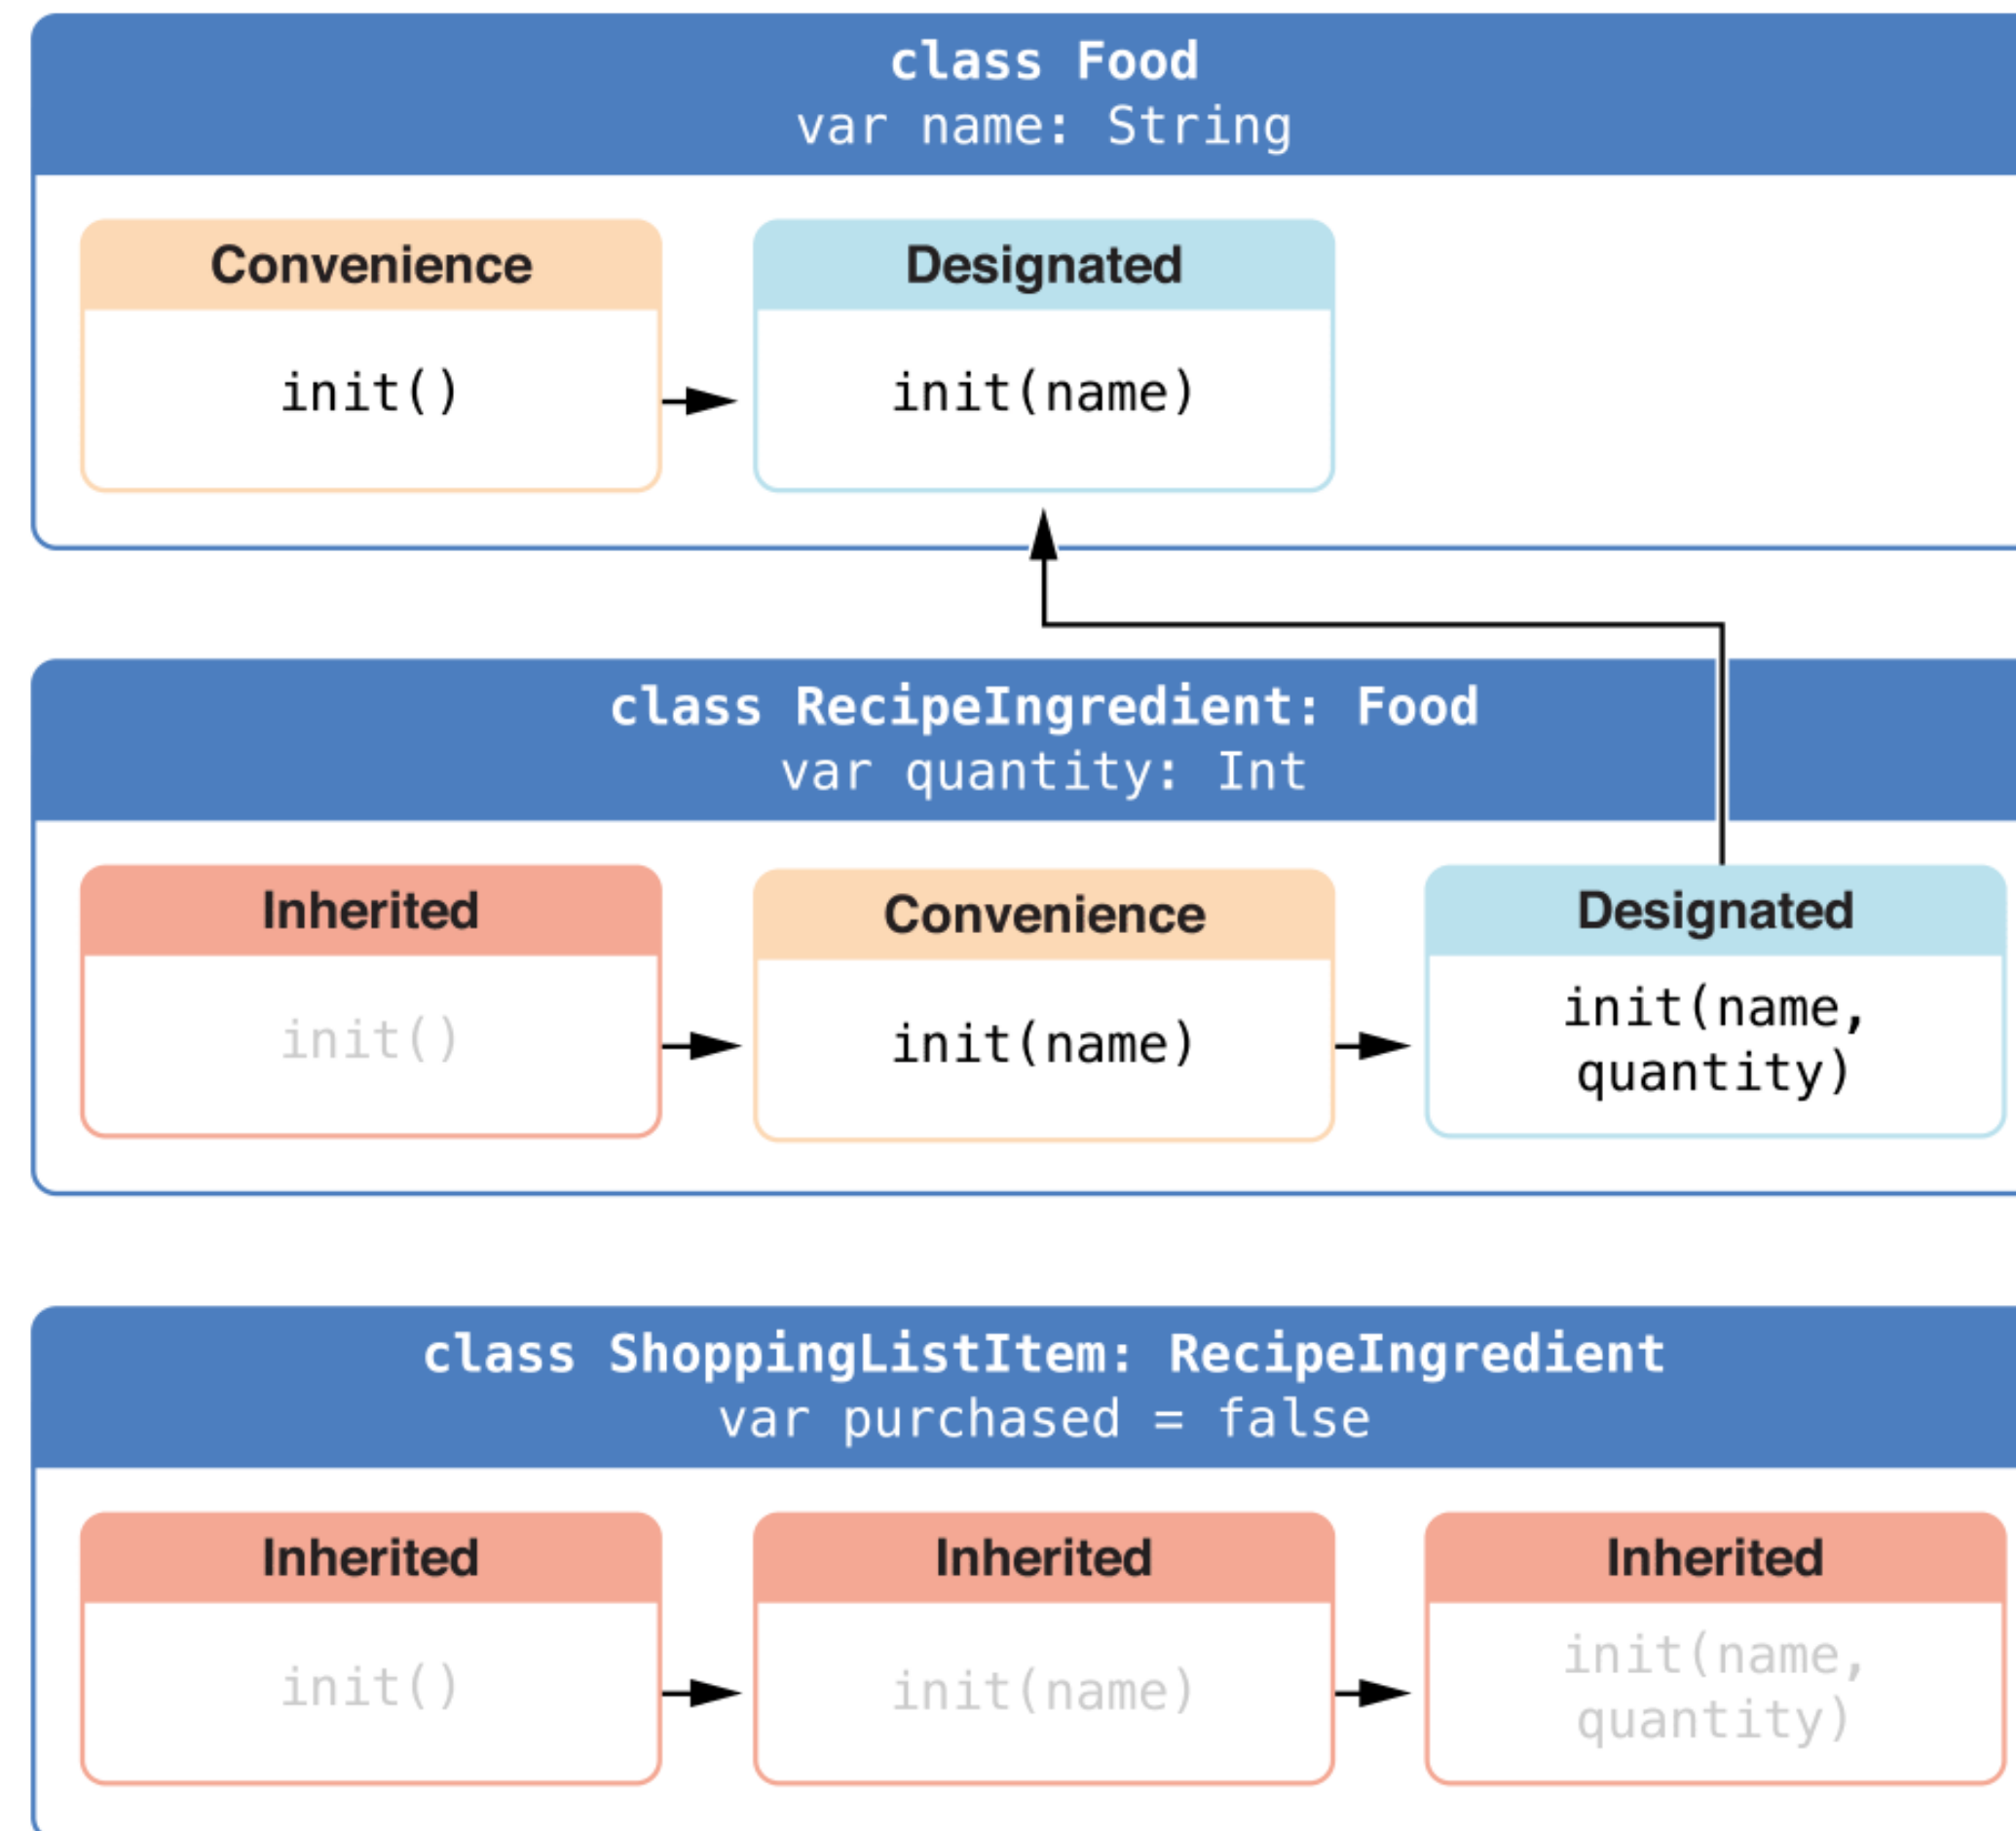 class Food
var name: String
Convenience
Designated
init()
init(name)
class RecipeIngredient: Food
var quantity: Int
Inherited
Convenience
Designated
init()
init(name)
init(name,
quantity)
class ShoppingListItem: RecipeIngredient
var purchased = false
Inherited
Inherited
Inherited
init()
init(name)
init(name,
quantity)